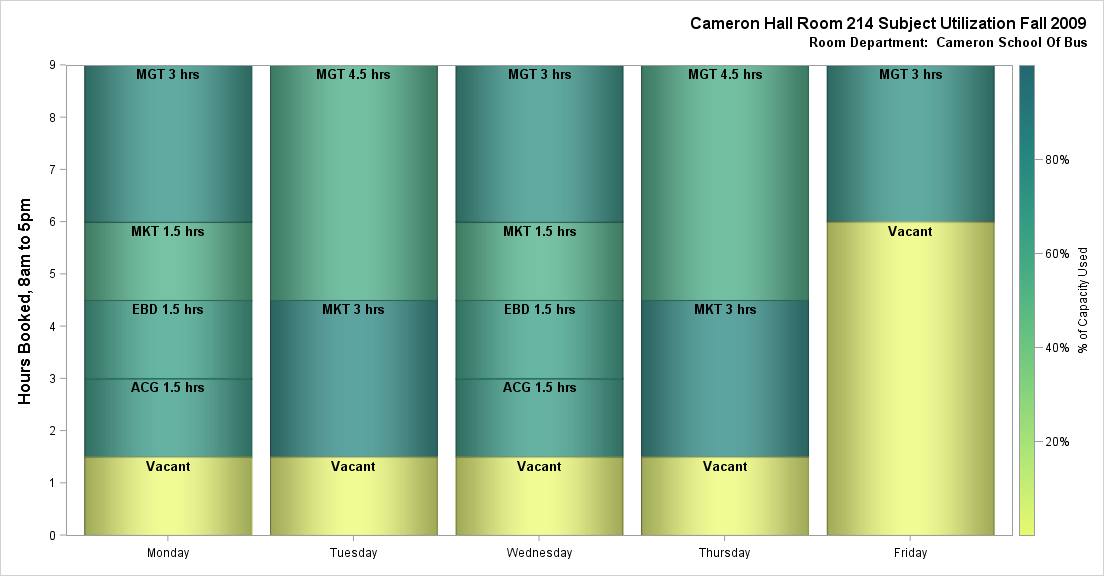 Cameron Hall Room 214 Subject Utilization Fall 2009
Room Department:  Cameron School Of Bus
Hours Booked, 8am to 5pm
9
8
7
6
5
4
3
2
1
0
MGT 3 hrs
MKT 1.5 hrs
EBD 1.5 hrs
ACG 1.5 hrs
Vacant
Monday
MGT 4.5 hrs
MKT 3 hrs
Vacant
Tuesday
MGT 3 hrs
MKT 1.5 hrs
EBD 1.5 hrs
ACG 1.5 hrs
Vacant
Wednesday
MGT 4.5 hrs
MKT 3 hrs
Vacant
Thursday
MGT 3 hrs
Vacant
Friday
80%
60%
40%
20%
% of Capacity Used